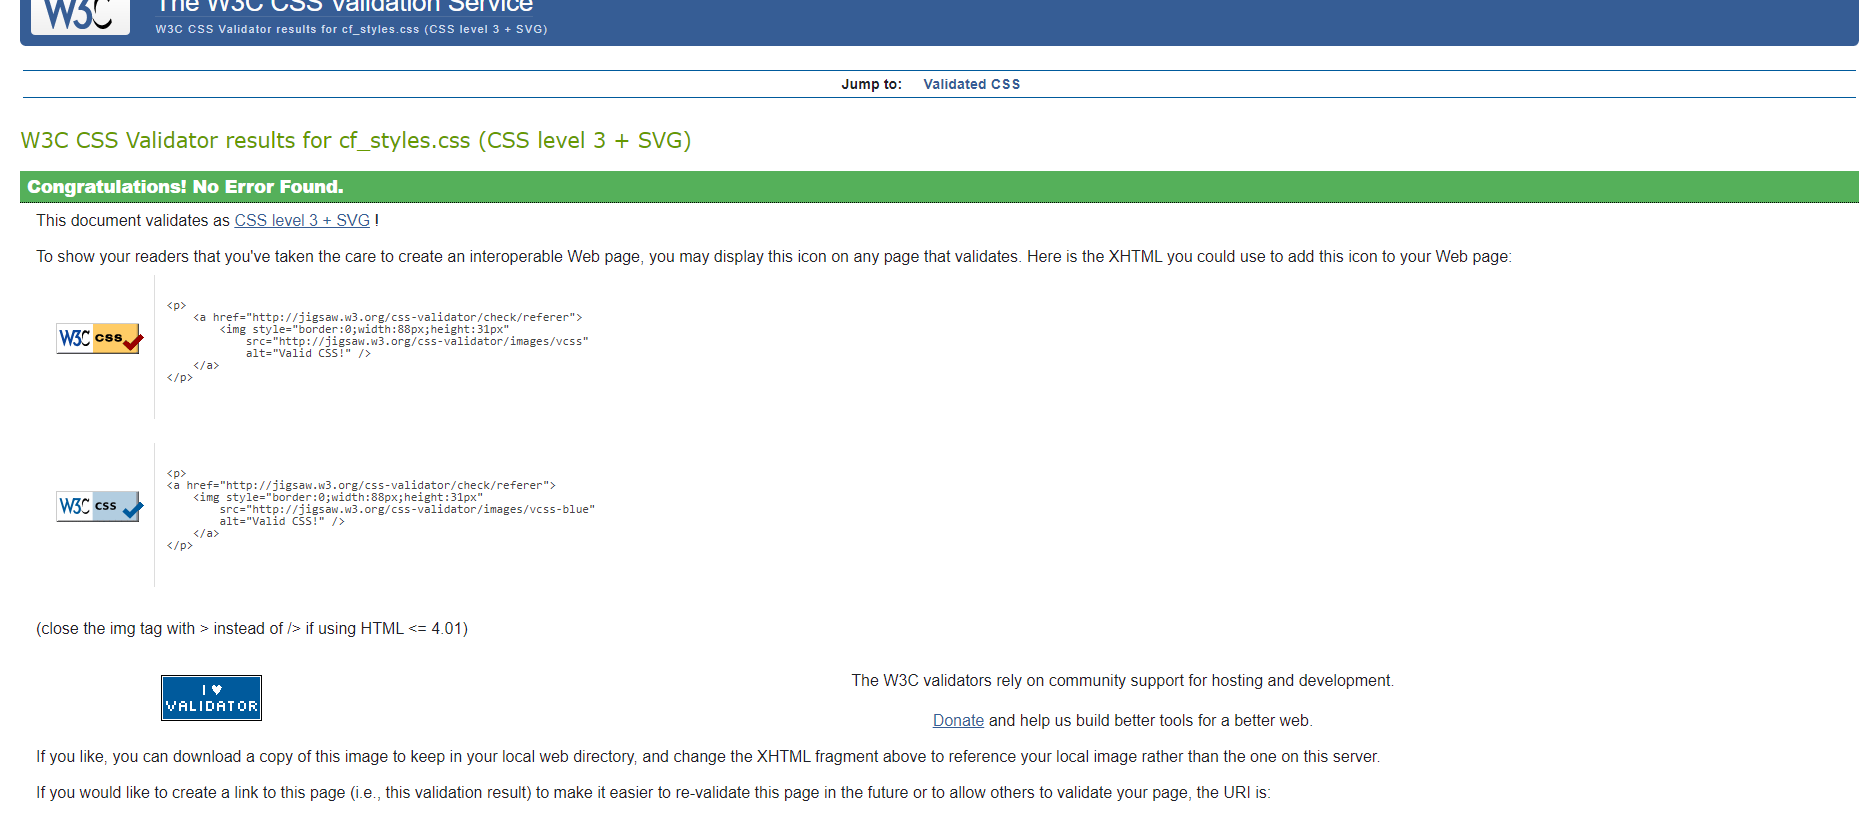 W3C The W3C CSS Validation Service
W3C CSS Validator results for cf_styles.css (CSS level 3 + SVG)
Jump to: Validated CSS
W3C CSS Validator results for cf_styles.css (CSS level 3 + SVG)
Congratulations! No Error Found.
This document validates as CSS level 3 + SVG !
To show your readers that you've taken the care to create an interoperable Web page, you may display this icon on any page that validates. Here is the XHTML you could use to add this icon to your Web page:
W3C css
<p>
    <a href="http://jigsaw.w3.org/css-validator/check/referer">
        <img style="border:0;width:88px;height:31px"
            src="http://jigsaw.w3.org/css-validator/images/vcss"
            alt="Valid CSS!" />
    </a>
</p>
W3C css
<p>
<a href="http://jigsaw.w3.org/css-validator/check/referer">
    <img style="border:0;width:88px;height:31px"
        src="http://jigsaw.w3.org/css-validator/images/vcss-blue"
        alt="Valid CSS!" />
    </a>
</p>
(close the img tag with > instead of /> if using HTML <= 4.01)
I ♥
VALIDATOR
The W3C validators rely on community support for hosting and development.
Donate and help us build better tools for a better web.
If you like, you can download a copy of this image to keep in your local web directory, and change the XHTML fragment above to reference your local image rather than the one on this server.
If you would like to create a link to this page (i.e., this validation result) to make it easier to re-validate this page in the future or to allow others to validate your page, the URI is: